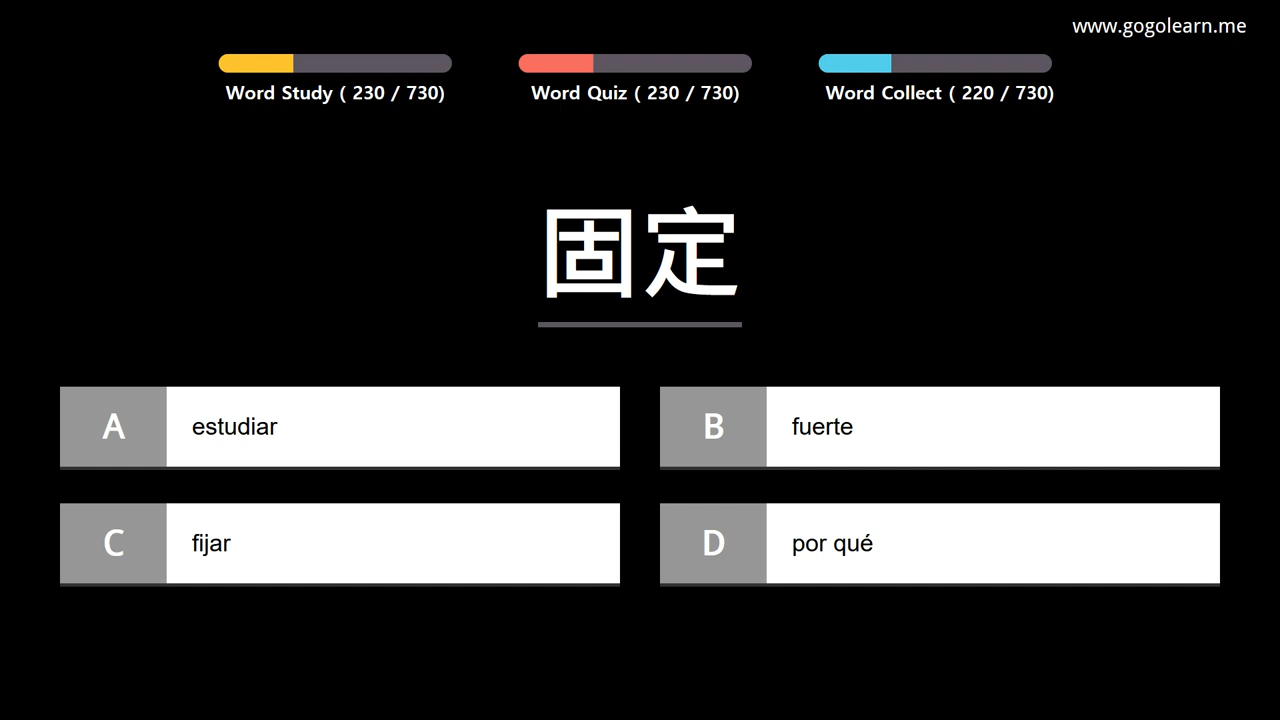 www.gogolearn.me
Word Study ( 230 / 730)
Word Quiz ( 230 / 730)
Word Collect ( 220 / 730)
固定
A estudiar
B fuerte
C fijar
D por qué